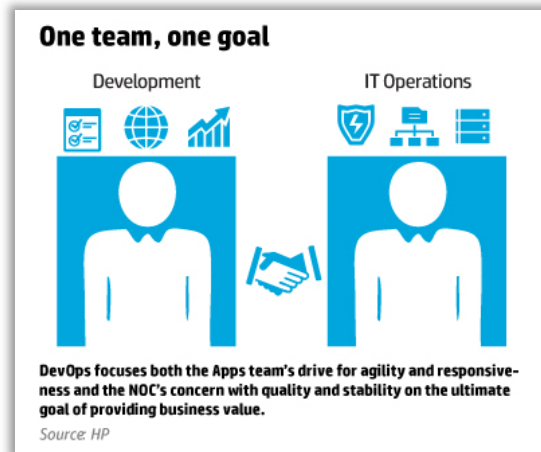 One team, one goal
Development
IT Operations
DevOps focuses both the Apps team's drive for agility and responsive-
ness and the NOC's concern with quality and stability on the ultimate
goal of providing business value.
Source: HP